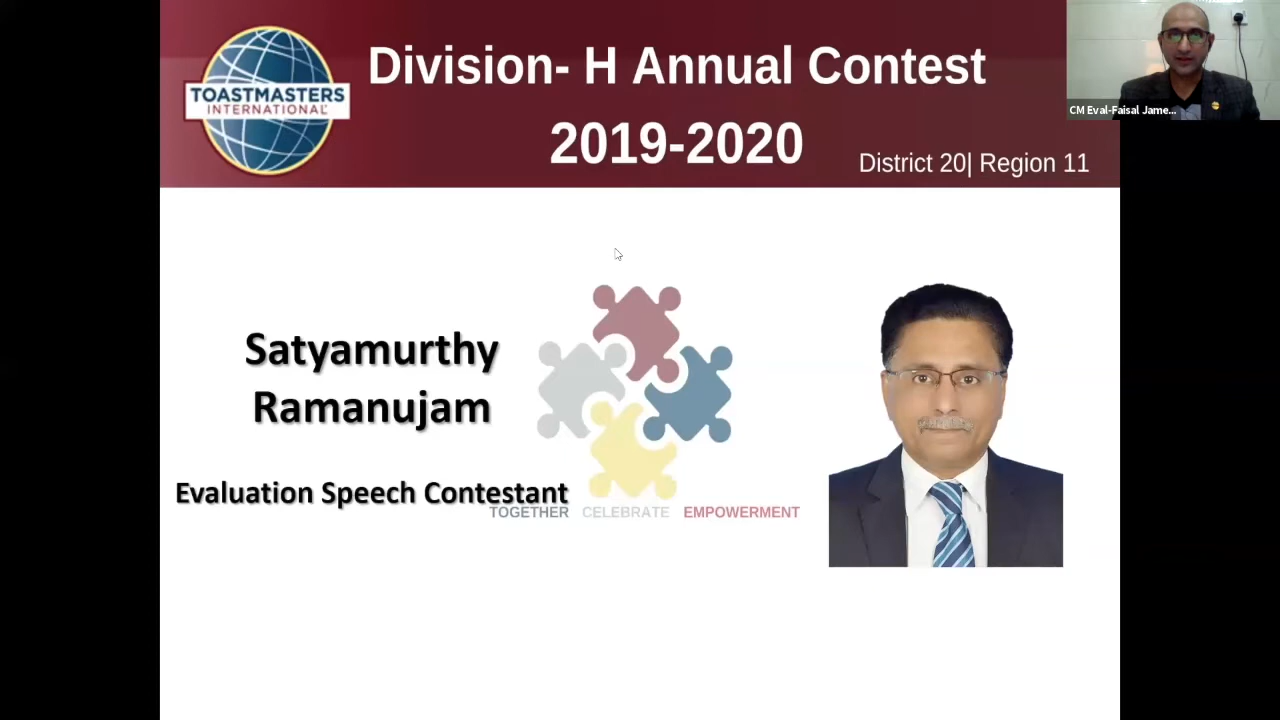 Division- H Annual Contest
2019-2020
District 20| Region 11
TOASTMASTERS
INTERNATIONAL
CM Eval-Faisal Jame...
Satyamurthy
Ramanujam
Evaluation Speech Contestant
TOGETHER CELEBRATE EMPOWERMENT